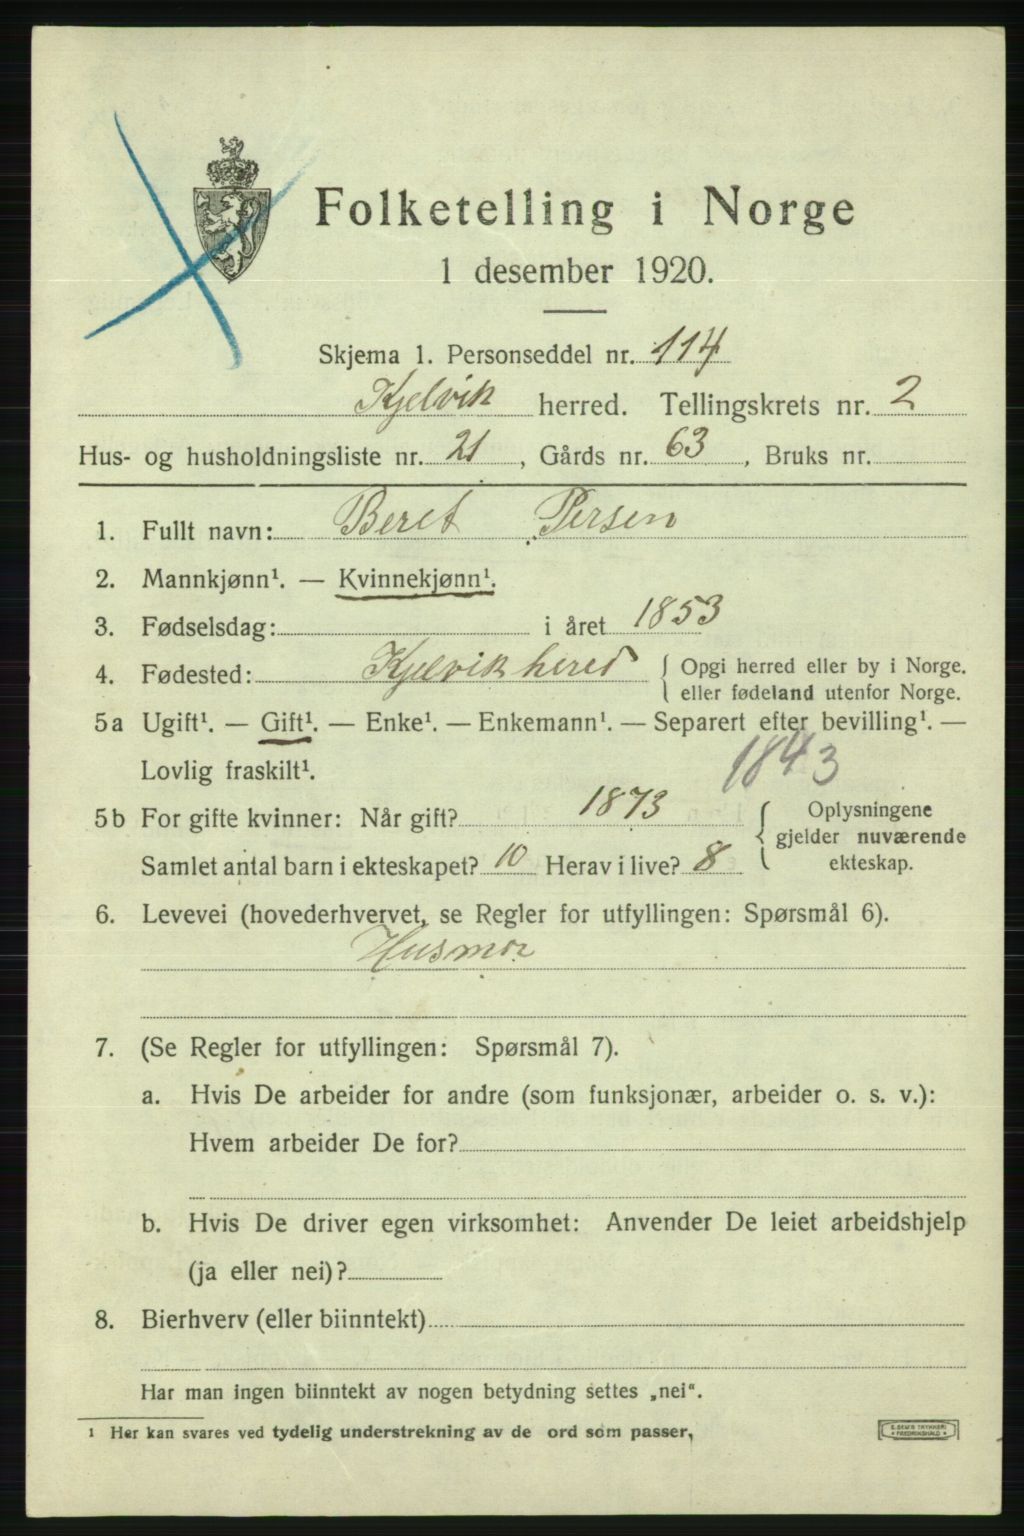 Folketelling i Norge
1 desember 1920.
Skjema 1. Personseddel nr. 114
Kjelvik herred. Tellingskrets nr. 2
Hus- og husholdningsliste nr. 21, Gårds nr. 63, Bruks nr.
1. Fullt navn: Beret Persen
2. Mannkjønn¹. — Kvinnekjønn¹.
3. Fødselsdag: i året 1853
4. Fødested: Kjelvik hered { Opgi herred eller by i Norge.
eller fødeland utenfor Norge.
5a Ugift¹. — Gift¹. — Enke¹. — Enkemann¹. — Separert efter bevilling¹. —
Lovlig fraskilt¹. 1843
5b For gifte kvinner: Når gift? 1873 { Oplysningene
gjelder nuværende
Samlet antal barn i ekteskapet? 10 Herav i live? 8 ekteskap.
6. Levevei (hovederhvervet, se Regler for utfyllingen: Spørsmål 6).
Husmor
7. (Se Regler for utfyllingen: Spørsmål 7).
a. Hvis De arbeider for andre (som funksjonær, arbeider o. s. v.):
Hvem arbeider De for?
b. Hvis De driver egen virksomhet: Anvender De leiet arbeidshjelp
(ja eller nei)?
8. Bierhverv (eller biinntekt)
Har man ingen biinntekt av nogen betydning settes „nei“.
¹ Her kan svares ved tydelig understrekning av de ord som passer.
E. SEM'S TRYKKERI
FREDRIKSHALD